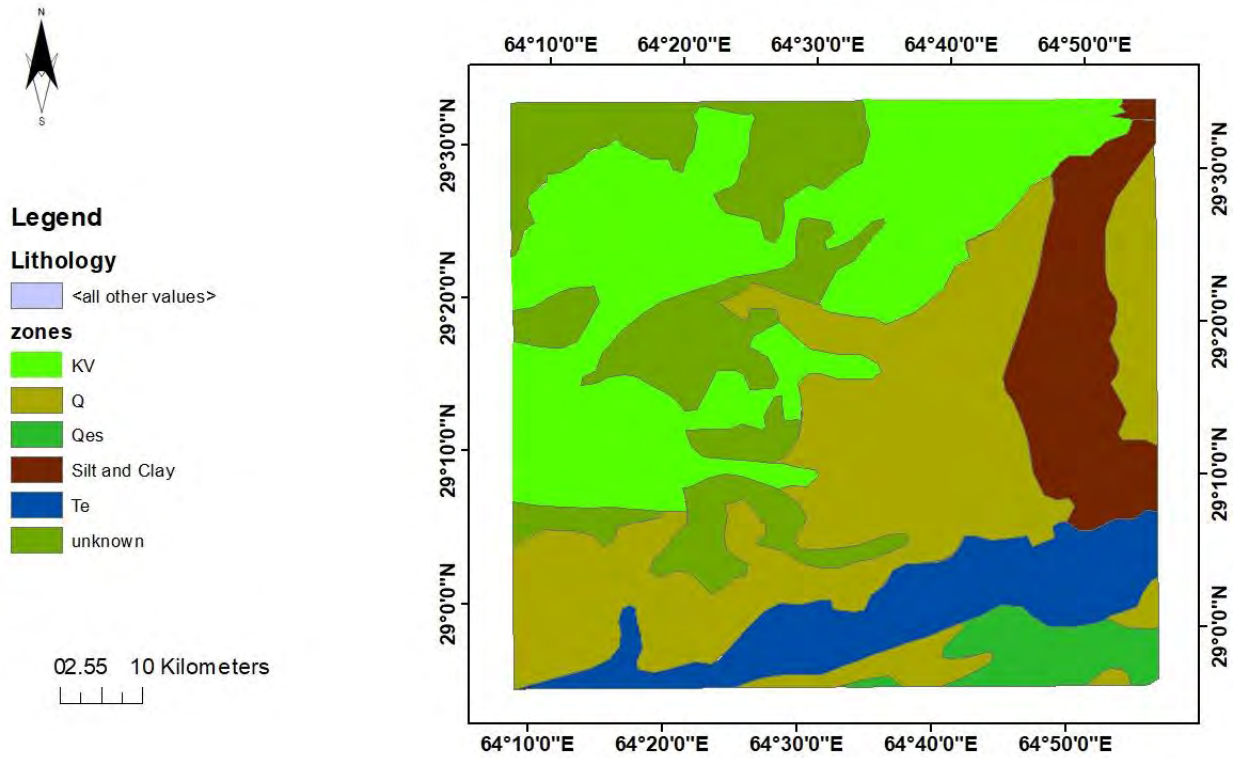 N
S
64°10'0"E 64°20'0"E 64°30'0"E 64°40'0"E 64°50'0"E
29°30'0"N
29°20'0"N
29°10'0"N
29°0'0"N
29°30'0"N
29°20'0"N
29°10'0"N
29°0'0"N
64°10'0"E 64°20'0"E 64°30'0"E 64°40'0"E 64°50'0"E
Legend
Lithology
<all other values>
zones
KV
Q
Qes
Silt and Clay
Te
unknown
02.55 10 Kilometers